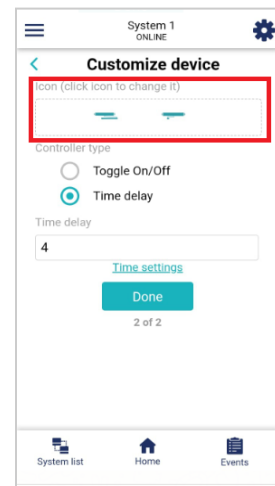 System 1
ONLINE
Customize device
Icon (click icon to change it)
Controller type
Toggle On/Off
Time delay
Time delay
4
Time settings
Done
2 of 2
System list
Home
Events